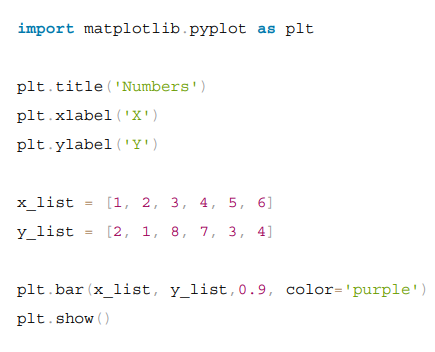 import matplotlib.pyplot as plt
plt.title('Numbers')
plt.xlabel('X')
plt.ylabel('Y')
x_list = [1, 2, 3, 4, 5, 6]
y_list = [2, 1, 8, 7, 3, 4]
plt.bar(x_list, y_list,0.9, color='purple')
plt.show()